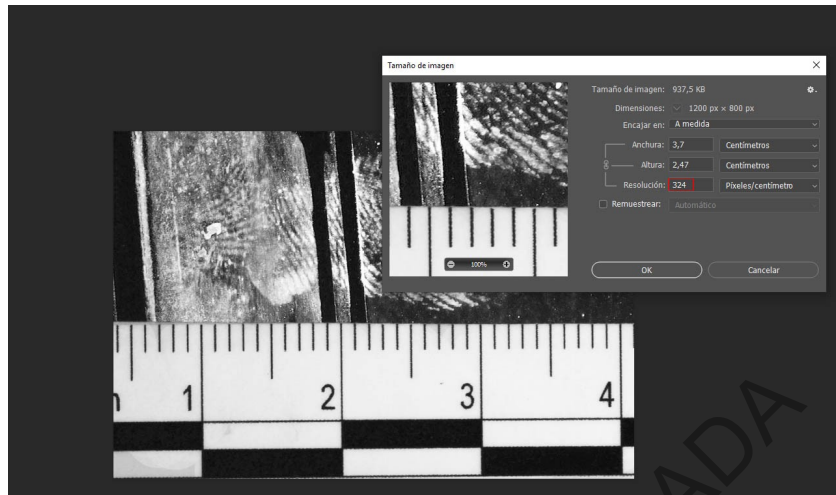 Tamaño de imagen
Tamaño de imagen: 937,5 KB
Dimensiones: 1200 px × 800 px
Encajar en: A medida
Anchura: 3,7 Centímetros
Altura: 2,47 Centímetros
Resolución: 324 Píxeles/centímetro
Remuestrear: Automático
100%
OK Cancelar
1 2 3 4
ADA